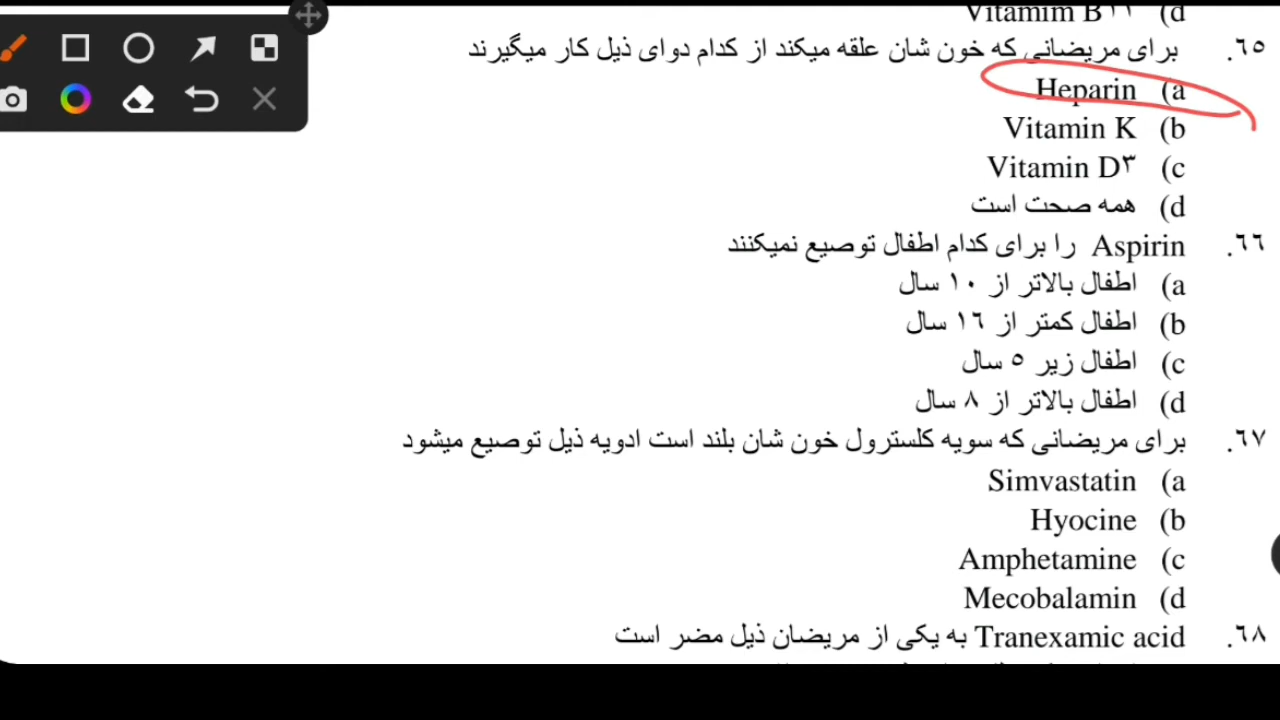 Vitamim B۱۲ (d
۶۵. برای مریضانی که خون شان علقه میکند از کدام دوای ذیل کار میگیرند
Heparin (a
Vitamin K (b
Vitamin D۳ (c
d) همه صحت است
۶۶. Aspirin را برای کدام اطفال توصیع نمیکنند
a) اطفال بالاتر از ۱۰ سال
b) اطفال کمتر از ۱۶ سال
c) اطفال زیر ۵ سال
d) اطفال بالاتر از ۸ سال
۶۷. برای مریضانی که سویه کلسترول خون شان بلند است ادویه ذیل توصیع میشود
Simvastatin (a
Hyocine (b
Amphetamine (c
Mecobalamin (d
۶۸. Tranexamic acid به یکی از مریضان ذیل مضر است